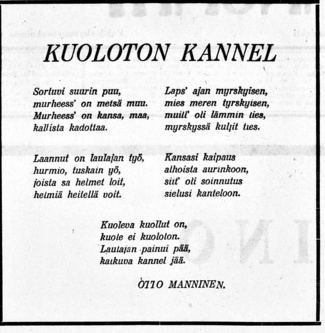 KUOLOTON KANNEL
Sortuvi suurin puu,
murheess' on metsä muu.
Murheess' on kansa, maa,
kallista kadottaa.
Laannut on laulajan työ,
hurmio, tuskain yö,
joista sa helmet loit,
helmiä heitellä voit.
Laps' ajan myrskyisen,
mies meren tyrskyisen,
muill' oli lämmin ties,
myrskyssä kuljit ties.
Kansasi kaipaus
alhoista aurinkoon,
siit' oli soinnutus
sielusi kanteloon.
Kuoleva kuollut on,
kuole ei kuoloton.
Laulajan painui pää,
kaikuva kannel jää.
OTTO MANNINEN.